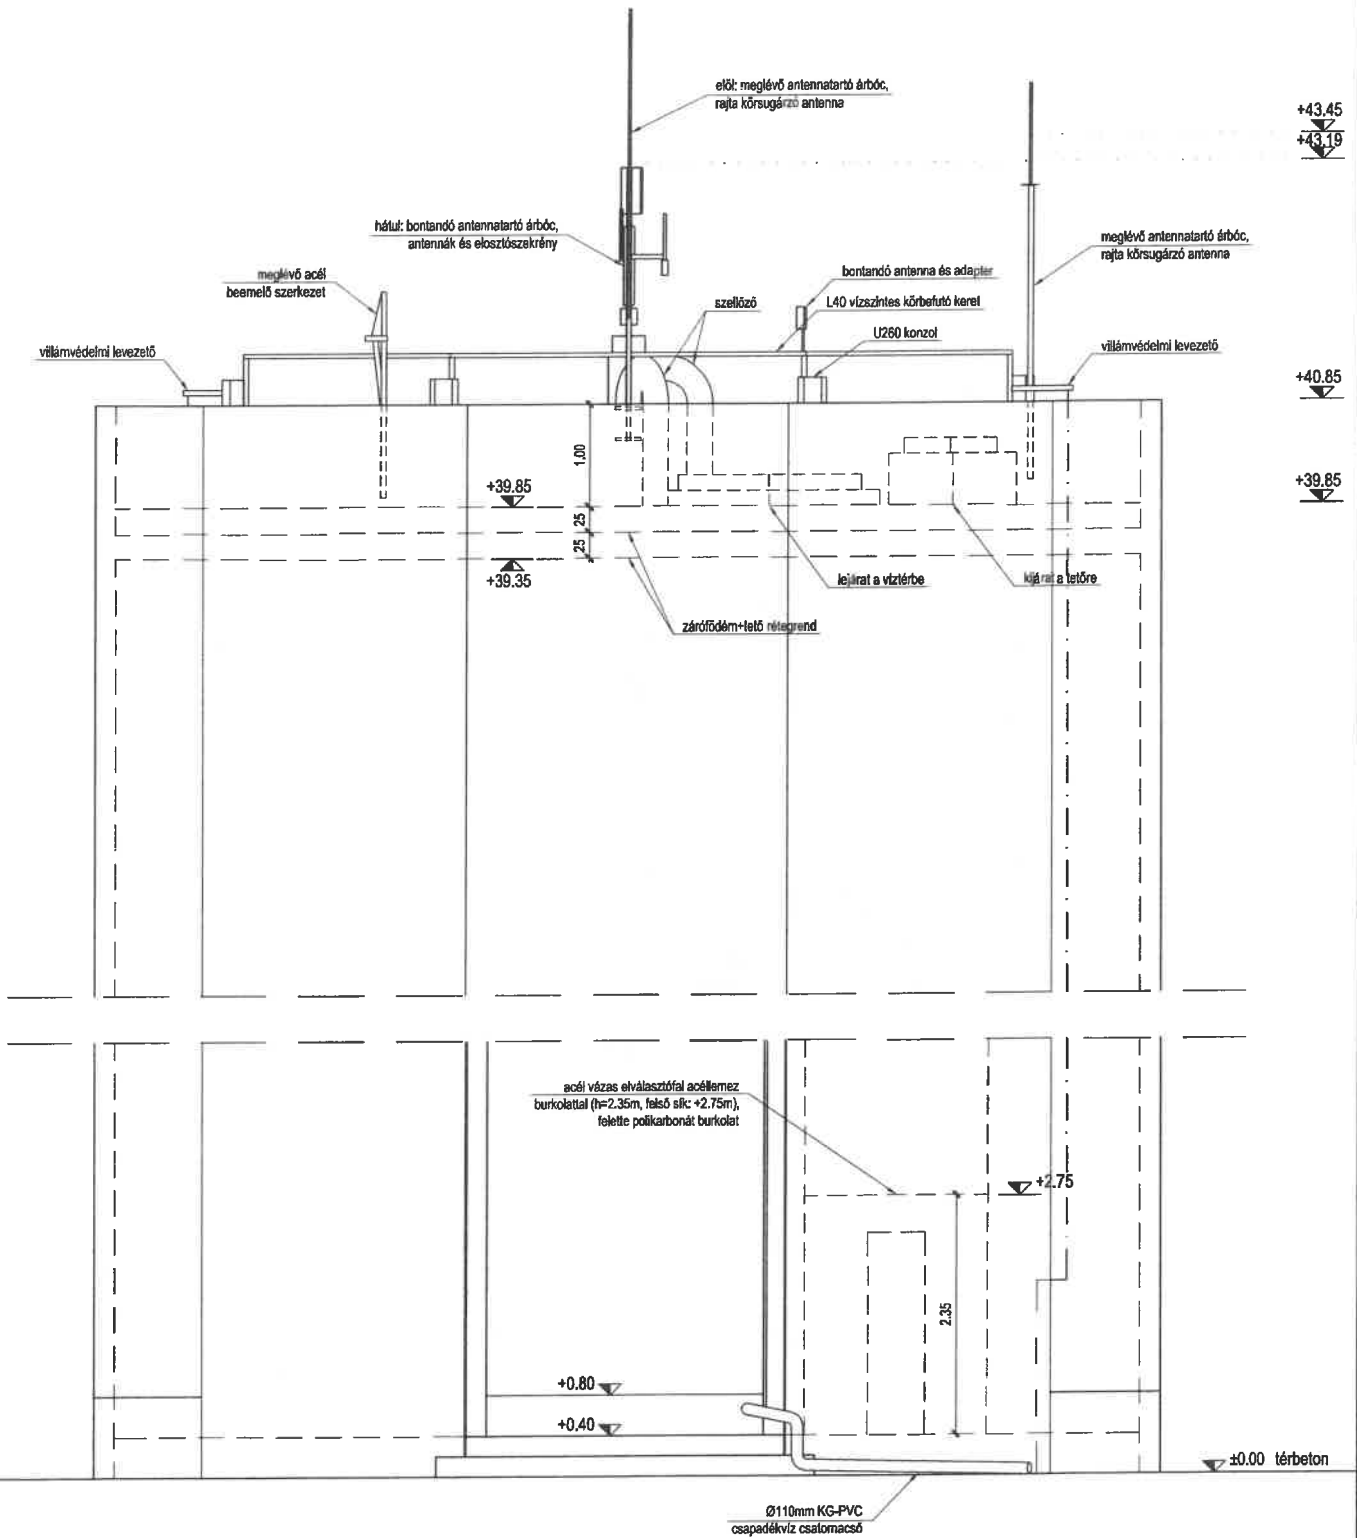 elől: meglévő antennatartó árbóc,
rajta körsugárzó antenna
+43.45
+43.19
hátul: bontandó antennatartó árbóc,
antennák és elosztószekrény
meglévő antennatartó árbóc,
rajta körsugárzó antenna
meglévő acél
beemelő szerkezet
bontandó antenna és adapter
L40 vízszintes körbefutó keret
szellőző
U260 konzol
villámvédelmi levezető
villámvédelmi levezető
+40.85
1.00
+39.85
+39.85
25
25
+39.35
lejárat a víztérbe
kijárat a tetőre
zárófödém+tető rétegrend
acél vázas elválasztófal acéllemez
burkolattal (h=2.35m, felső sík: +2.75m),
felette polikarbonát burkolat
+2.75
2.35
+0.80
+0.40
±0.00 térbeton
Ø110mm KG-PVC
csapadékvíz csatornacső